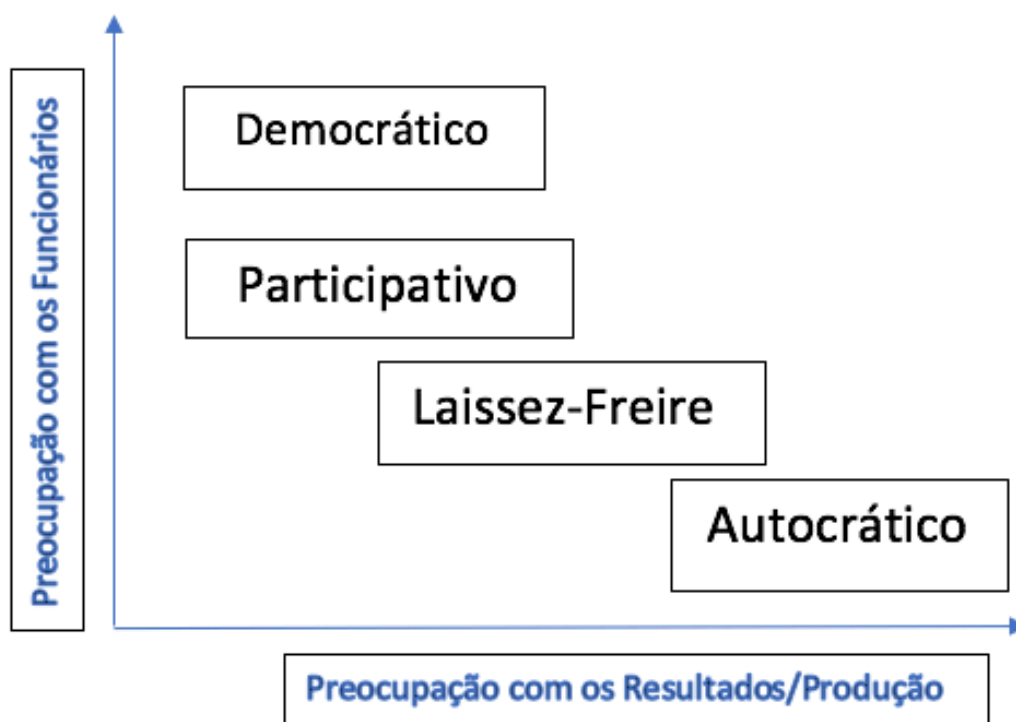 Preocupação com os Funcionários
Democrático
Participativo
Laissez-Freire
Autocrático
Preocupação com os Resultados/Produção